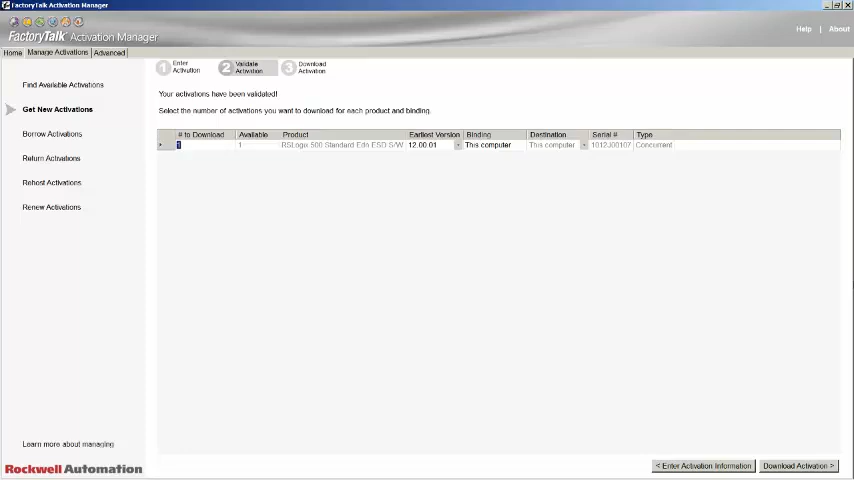 FactoryTalk Activation Manager
FactoryTalk Activation Manager
Help | About
Home Manage Activations Advanced
Find Available Activations
Get New Activations
Borrow Activations
Return Activations
Rehost Activations
Renew Activations
Learn more about managing
Rockwell Automation
1 Enter Activation
2 Validate Activation
3 Download Activation
Your activations have been validated!
Select the number of activations you want to download for each product and binding.
# to Download Available Product Earliest Version Binding Destination Serial # Type
1 1 RSLogix 500 Standard Edn ESD S/W 12.00.01 This computer This computer 1012J00107 Concurrent
< Enter Activation Information Download Activation >